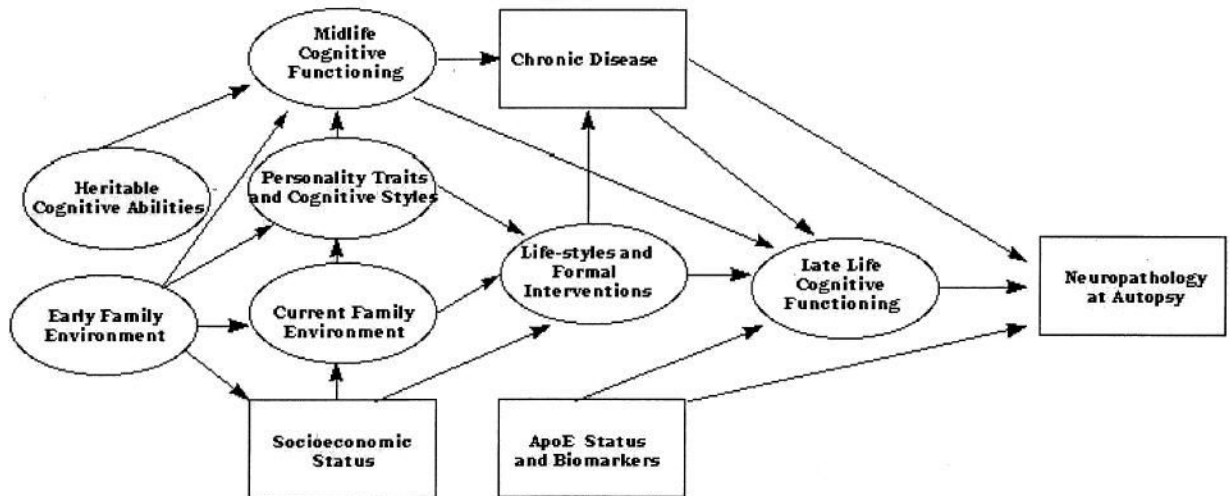 Midlife
Cognitive
Functioning
Chronic Disease
Heritable
Cognitive Abilities
Personality Traits
and Cognitive Styles
Early Family
Environment
Current Family
Environment
Life-styles and
Formal
Interventions
Late Life
Cognitive
Functioning
Neuropathology
at Autopsy
Socioeconomic
Status
ApoE Status
and Biomarkers